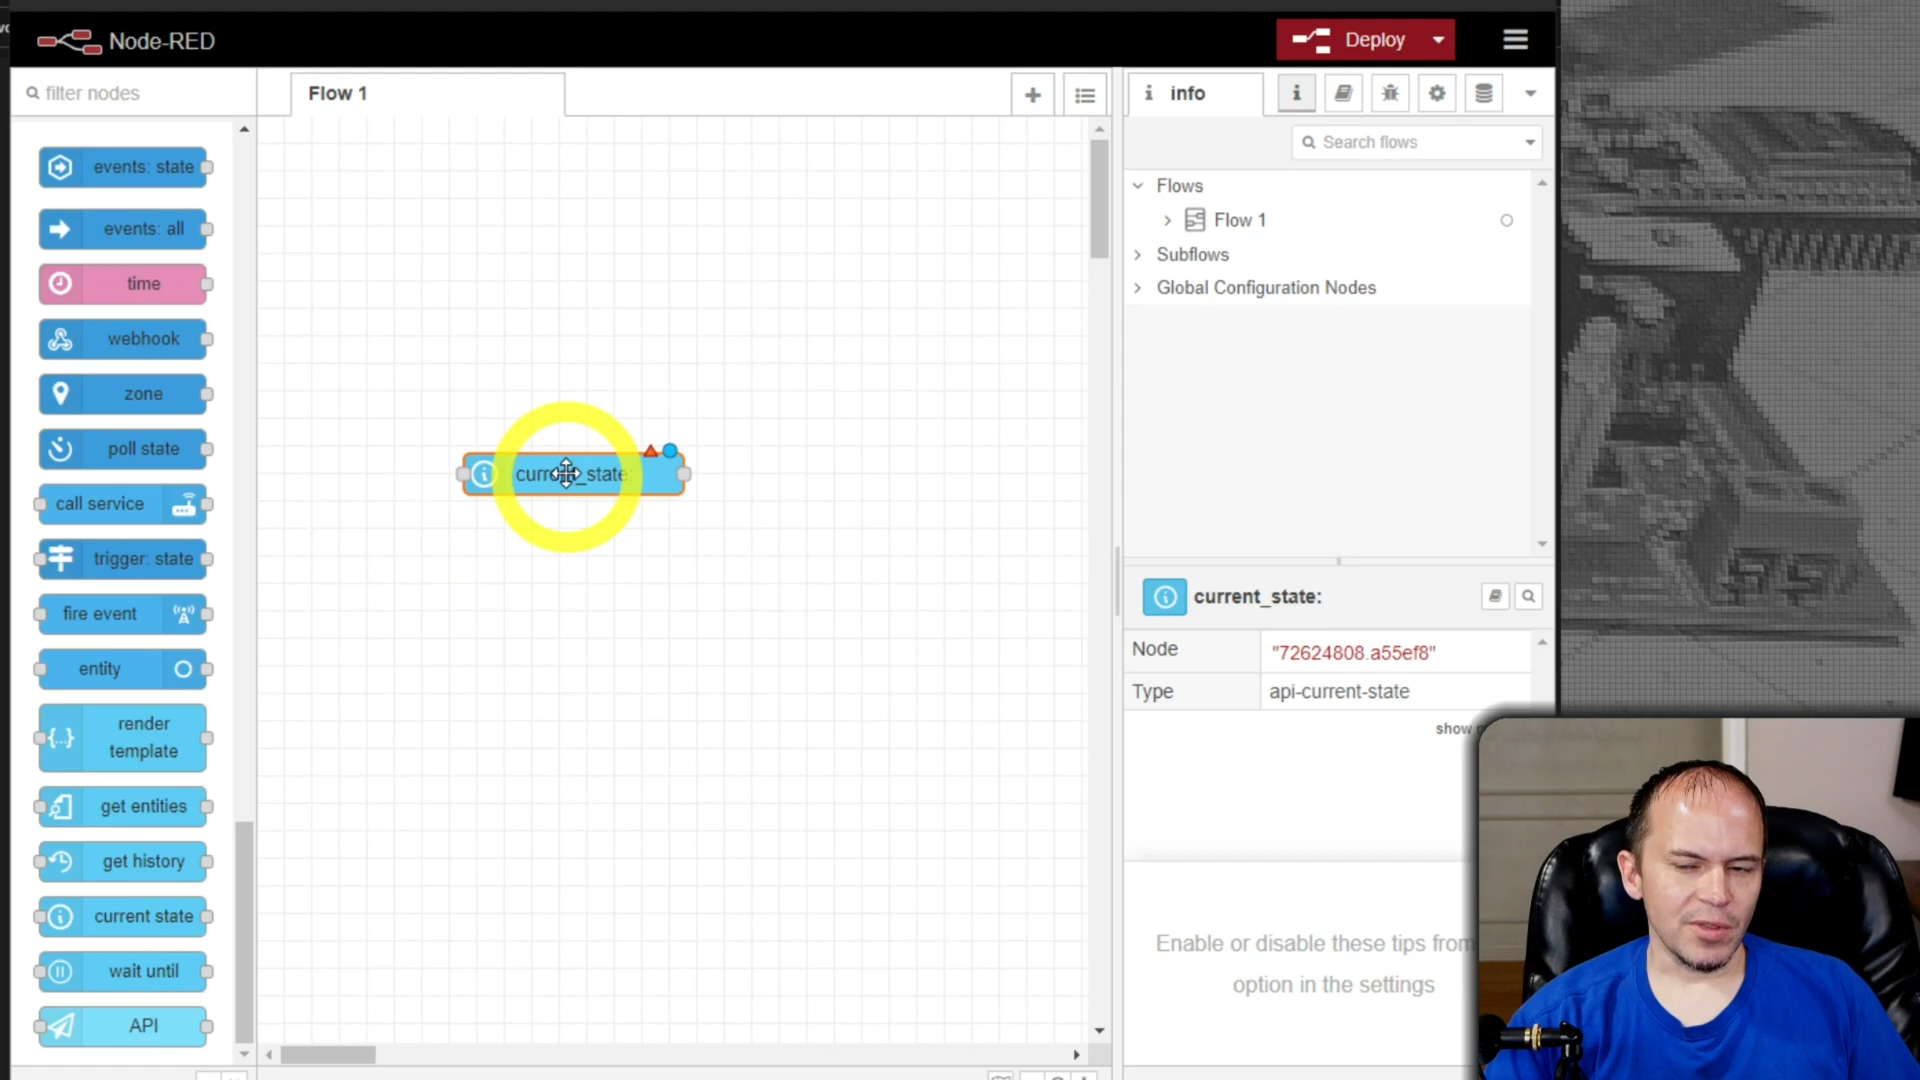 Node-RED
Deploy
filter nodes
Flow 1
info
Search flows
events: state
events: all
time
webhook
zone
poll state
call service
trigger: state
fire event
entity
render
template
get entities
get history
current state
wait until
API
current_state:
Flows
Flow 1
Subflows
Global Configuration Nodes
current_state:
Node
"72624808.a55ef8"
Type
api-current-state
show
Enable or disable these tips from
option in the settings